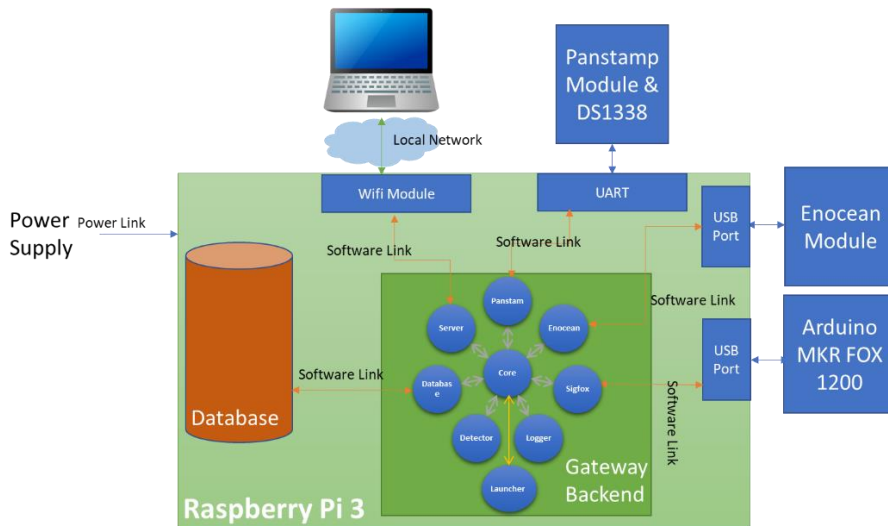 Panstamp
Module &
DS1338
Local Network
Wifi Module
UART
USB
Port
Enocean
Module
Power
Supply
Power Link
Software Link
Software Link
Software Link
Panstam
Server
Enocean
Core
Databas
e
Sigfox
Detector
Logger
Launcher
Software Link
Software Link
USB
Port
Arduino
MKR FOX
1200
Database
Gateway
Backend
Raspberry Pi 3